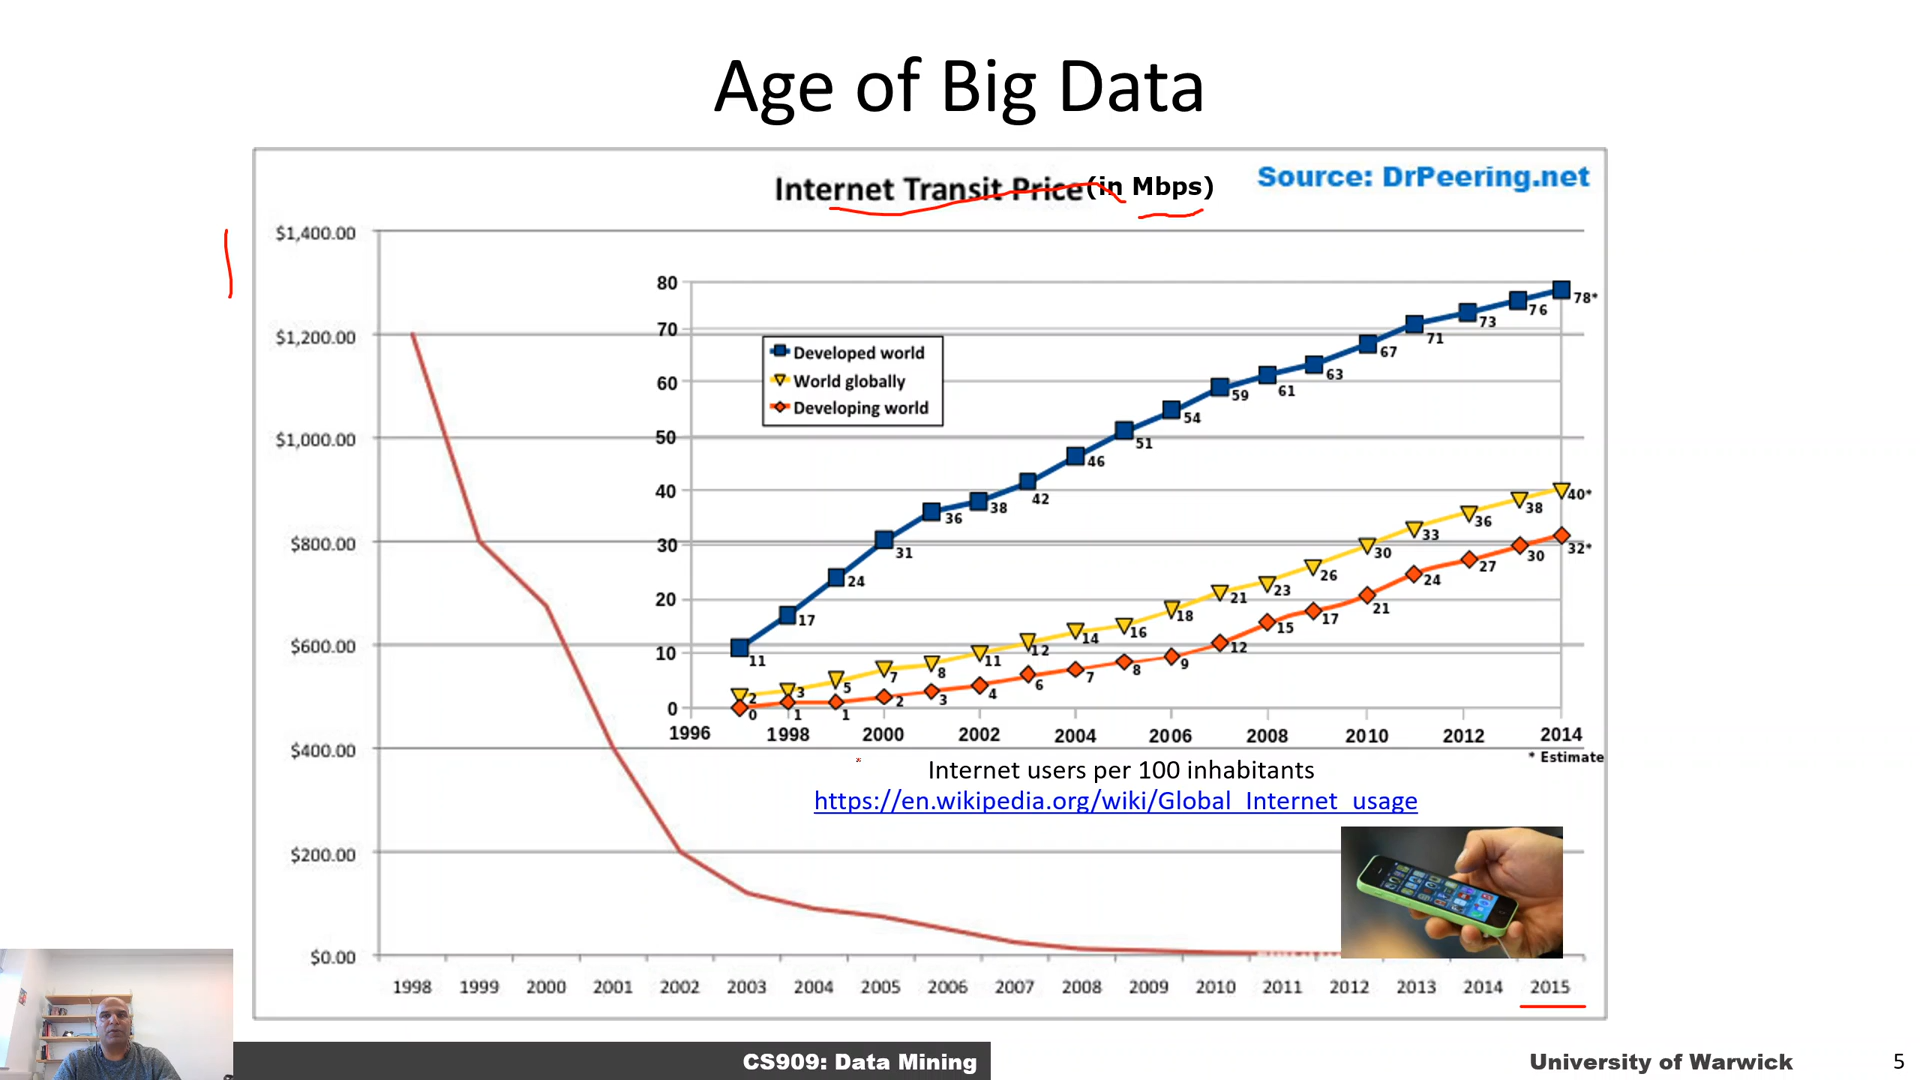 Age of Big Data
Internet Transit Price (in Mbps)
Source: DrPeering.net
$1,400.00
$1,200.00
$1,000.00
$800.00
$600.00
$400.00
$200.00
$0.00
1998 1999 2000 2001 2002 2003 2004 2005 2006 2007 2008 2009 2010 2011 2012 2013 2014 2015
80
70
60
50
40
30
20
10
0
Developed world
World globally
Developing world
11 17 24 31 36 38 42 46 51 54 59 61 63 67 71 73 76 78*
2 3 5 7 8 11 12 14 16 18 21 23 26 30 33 36 38 40*
0 1 1 2 3 4 6 7 8 9 12 15 17 21 24 27 30 32*
1996 1998 2000 2002 2004 2006 2008 2010 2012 2014
* Estimate
Internet users per 100 inhabitants
https://en.wikipedia.org/wiki/Global_Internet_usage
CS909: Data Mining
University of Warwick
5